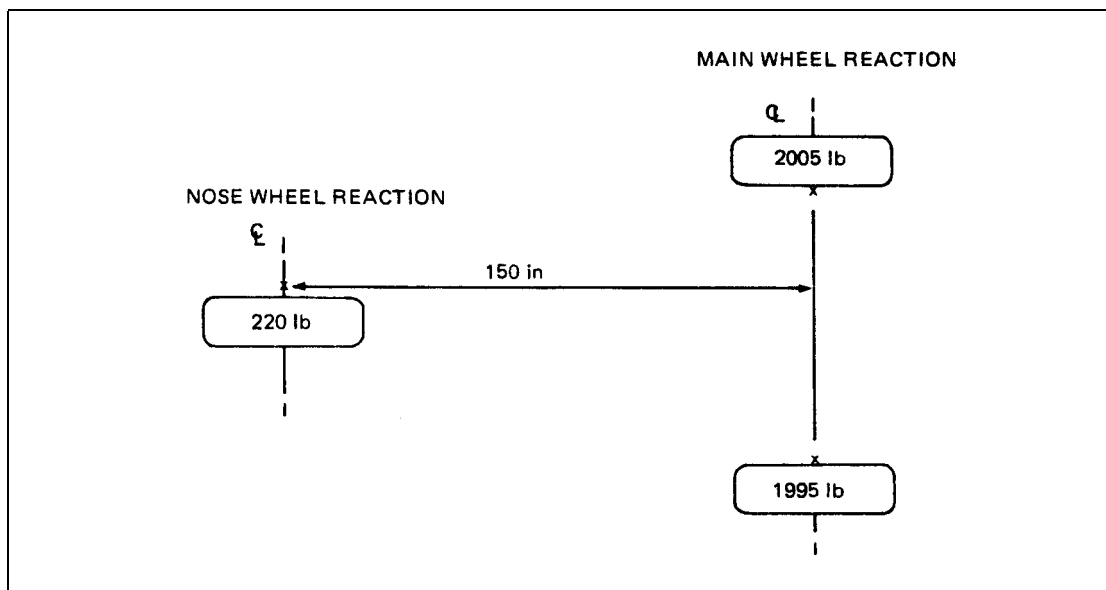 MAIN WHEEL REACTION
℄
2005 lb
NOSE WHEEL REACTION
℄
150 in
220 lb
1995 lb